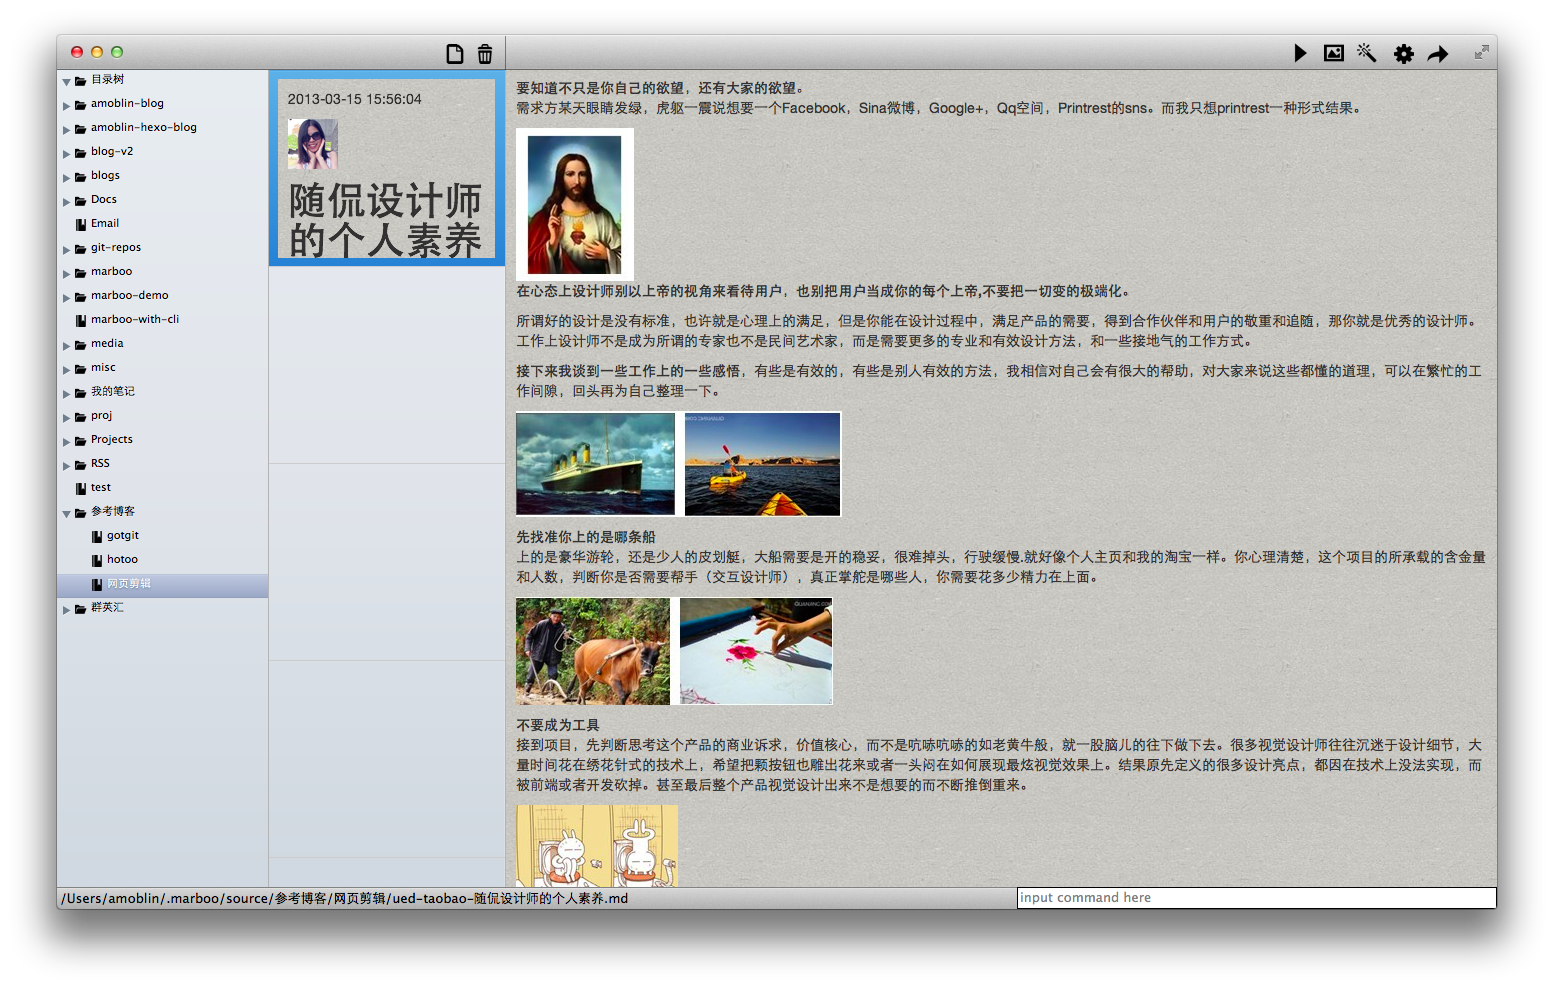 目录树
amoblin-blog
amoblin-hexo-blog
blog-v2
blogs
Docs
Email
git-repos
marboo
marboo-demo
marboo-with-cli
media
misc
我的笔记
proj
Projects
RSS
test
参考博客
gotgit
hotoo
网页剪辑
群英汇
2013-03-15 15:56:04
随侃设计师
的个人素养
要知道不只是你自己的欲望，还有大家的欲望。
需求方某天眼睛发绿，虎躯一震说想要一个Facebook，Sina微博，Google+，Qq空间，Printrest的sns。而我只想printrest一种形式结果。
在心态上设计师别以上帝的视角来看待用户，也别把用户当成你的每个上帝,不要把一切变的极端化。
所谓好的设计是没有标准，也许就是心理上的满足，但是你能在设计过程中，满足产品的需要，得到合作伙伴和用户的敬重和追随，那你就是优秀的设计师。
工作上设计师不是成为所谓的专家也不是民间艺术家，而是需要更多的专业和有效设计方法，和一些接地气的工作方式。
接下来我谈到一些工作上的一些感悟，有些是有效的，有些是别人有效的方法，我相信对自己会有很大的帮助，对大家来说这些都懂的道理，可以在繁忙的工
作间隙，回头再为自己整理一下。
先找准你上的是哪条船
上的是豪华游轮，还是少人的皮划艇，大船需要是开的稳妥，很难掉头，行驶缓慢.就好像个人主页和我的淘宝一样。你心理清楚，这个项目的所承载的含金量
和人数，判断你是否需要帮手（交互设计师），真正掌舵是哪些人，你需要花多少精力在上面。
不要成为工具
接到项目，先判断思考这个产品的商业诉求，价值核心，而不是吭哧吭哧的如老黄牛般，就一股脑儿的往下做下去。很多视觉设计师往往沉迷于设计细节，大
量时间花在绣花针式的技术上，希望把颗按钮也雕出花来或者一头闷在如何展现最炫视觉效果上。结果原先定义的很多设计亮点，都因在技术上没法实现，而
被前端或者开发砍掉。甚至最后整个产品视觉设计出来不是想要的而不断推倒重来。
/Users/amoblin/.marboo/source/参考博客/网页剪辑/ued-taobao-随侃设计师的个人素养.md
input command here